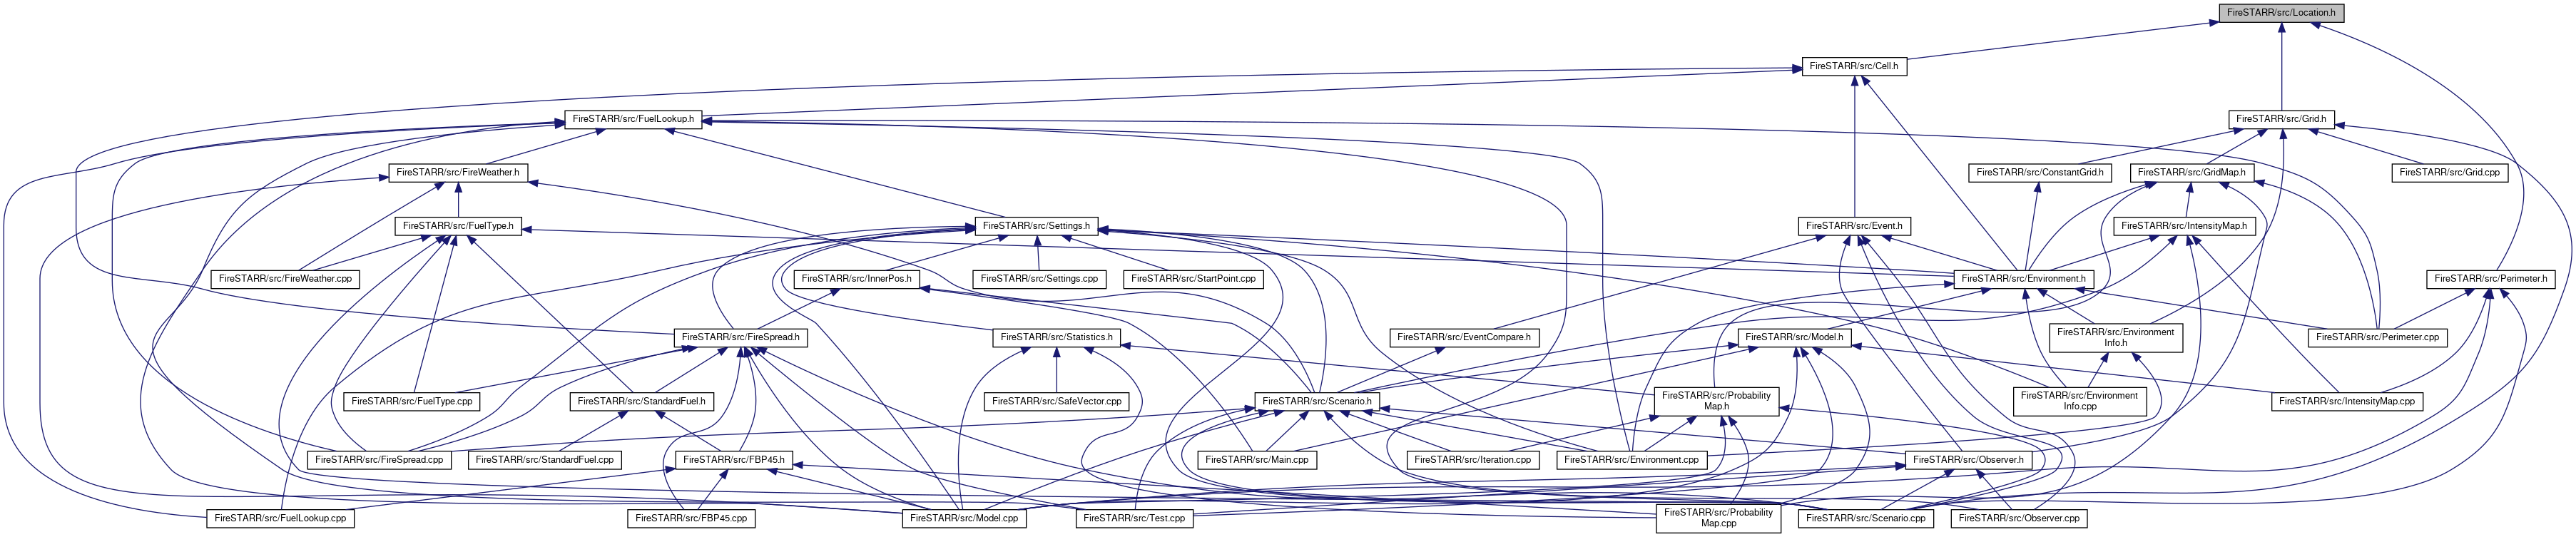 FireSTARR/src/Location.h
FireSTARR/src/Cell.h
FireSTARR/src/FuelLookup.h
FireSTARR/src/Grid.h
FireSTARR/src/FireWeather.h
FireSTARR/src/ConstantGrid.h
FireSTARR/src/GridMap.h
FireSTARR/src/Grid.cpp
FireSTARR/src/FuelType.h
FireSTARR/src/Settings.h
FireSTARR/src/Event.h
FireSTARR/src/IntensityMap.h
FireSTARR/src/FireWeather.cpp
FireSTARR/src/InnerPos.h
FireSTARR/src/Settings.cpp
FireSTARR/src/StartPoint.cpp
FireSTARR/src/Environment.h
FireSTARR/src/Perimeter.h
FireSTARR/src/FireSpread.h
FireSTARR/src/Statistics.h
FireSTARR/src/EventCompare.h
FireSTARR/src/Model.h
FireSTARR/src/Environment
Info.h
FireSTARR/src/Perimeter.cpp
FireSTARR/src/FuelType.cpp
FireSTARR/src/StandardFuel.h
FireSTARR/src/SafeVector.cpp
FireSTARR/src/Scenario.h
FireSTARR/src/Probability
Map.h
FireSTARR/src/Environment
Info.cpp
FireSTARR/src/IntensityMap.cpp
FireSTARR/src/FireSpread.cpp
FireSTARR/src/StandardFuel.cpp
FireSTARR/src/FBP45.h
FireSTARR/src/Main.cpp
FireSTARR/src/Iteration.cpp
FireSTARR/src/Environment.cpp
FireSTARR/src/Observer.h
FireSTARR/src/FuelLookup.cpp
FireSTARR/src/FBP45.cpp
FireSTARR/src/Model.cpp
FireSTARR/src/Test.cpp
FireSTARR/src/Probability
Map.cpp
FireSTARR/src/Scenario.cpp
FireSTARR/src/Observer.cpp